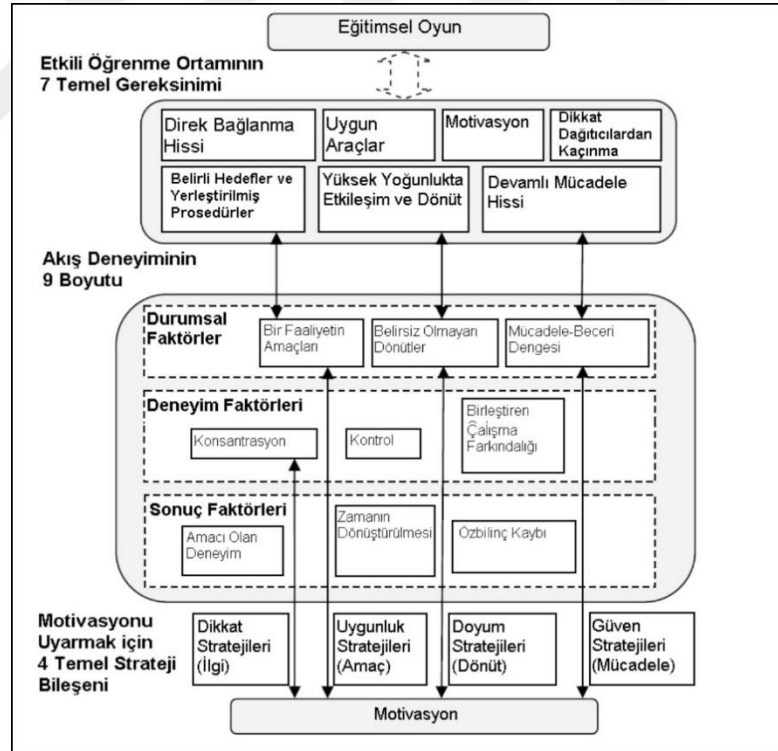 Eğitimsel Oyun
Etkili Öğrenme Ortamının
7 Temel Gereksinimi
Direk Bağlanma
Hissi
Uygun
Araçlar
Motivasyon
Dikkat
Dağıtıcılardan
Kaçınma
Belirli Hedefler ve
Yerleştirilmiş
Prosedürler
Yüksek Yoğunlukta
Etkileşim ve Dönüt
Devamlı Mücadele
Hissi
Akış Deneyiminin
9 Boyutu
Durumsal
Faktörler
Bir Faaliyetin
Amaçları
Belirsiz Olmayan
Dönütler
Mücadele-Beceri
Dengesi
Deneyim Faktörleri
Konsantrasyon
Kontrol
Birleştiren
Çalışma
Farkındalığı
Sonuç Faktörleri
Amacı Olan
Deneyim
Zamanın
Dönüştürülmesi
Özbilinç Kaybı
Motivasyonu
Uyarmak için
4 Temel Strateji
Bileşeni
Dikkat
Stratejileri
(İlgi)
Uygunluk
Stratejileri
(Amaç)
Doyum
Stratejileri
(Dönüt)
Güven
Stratejileri
(Mücadele)
Motivasyon